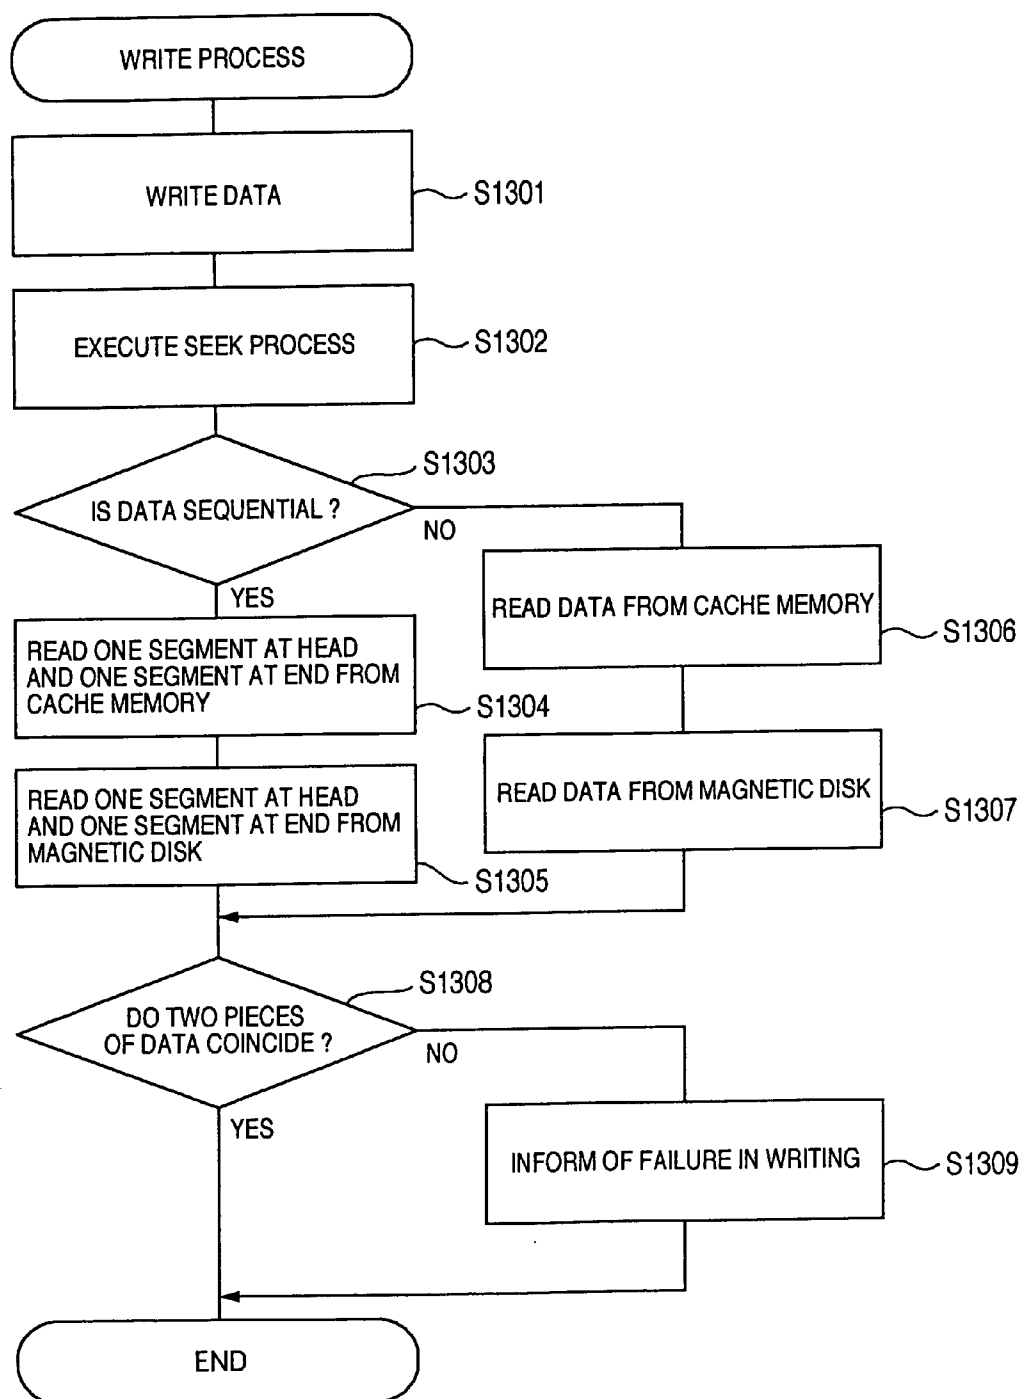 WRITE PROCESS
WRITE DATA
S1301
EXECUTE SEEK PROCESS
S1302
S1303
IS DATA SEQUENTIAL ?
NO
YES
READ ONE SEGMENT AT HEAD
AND ONE SEGMENT AT END FROM
CACHE MEMORY
S1304
READ DATA FROM CACHE MEMORY
S1306
READ ONE SEGMENT AT HEAD
AND ONE SEGMENT AT END FROM
MAGNETIC DISK
S1305
READ DATA FROM MAGNETIC DISK
S1307
S1308
DO TWO PIECES
OF DATA COINCIDE ?
NO
YES
INFORM OF FAILURE IN WRITING
S1309
END